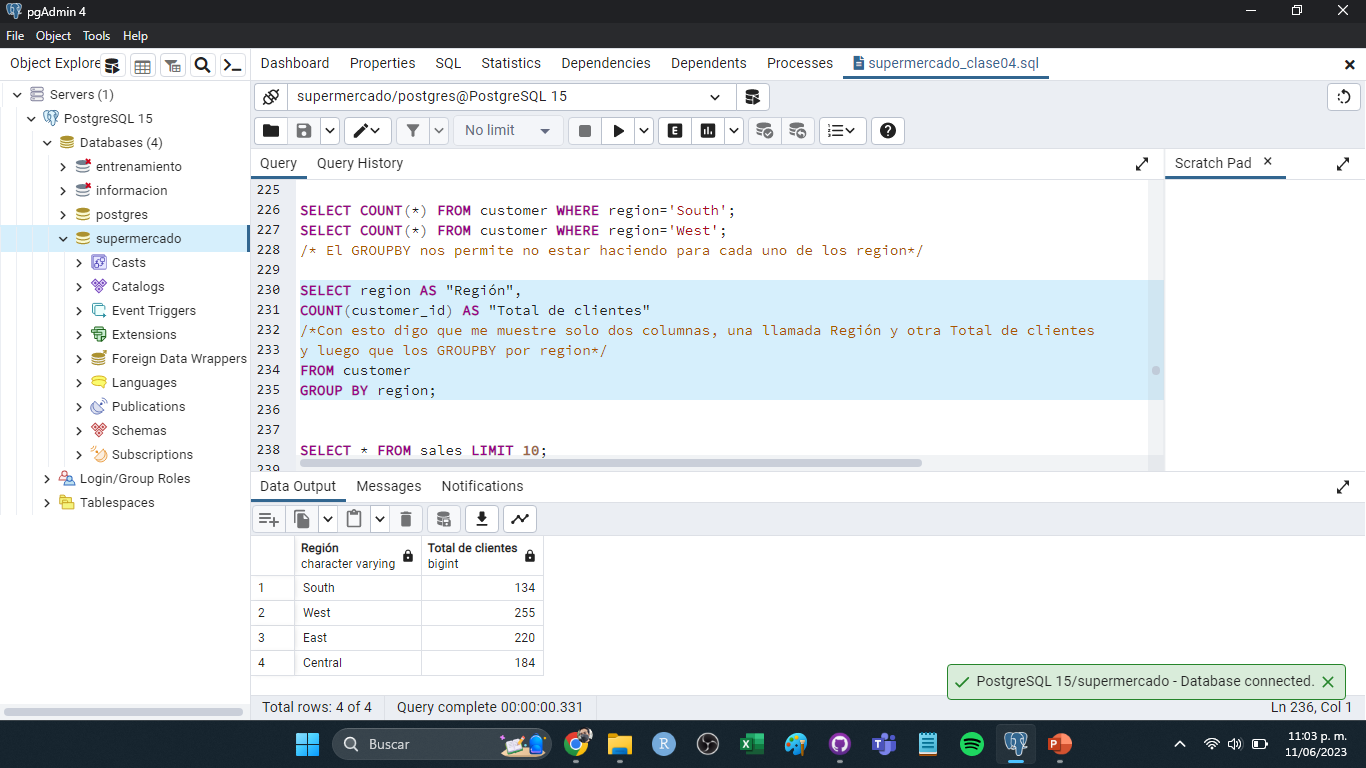 pgAdmin 4
File Object Tools Help
Object Explore
Dashboard Properties SQL Statistics Dependencies Dependents Processes supermercado_clase04.sql
Servers (1)
PostgreSQL 15
Databases (4)
entrenamiento
informacion
postgres
supermercado
Casts
Catalogs
Event Triggers
Extensions
Foreign Data Wrappers
Languages
Publications
Schemas
Subscriptions
Login/Group Roles
Tablespaces
supermercado/postgres@PostgreSQL 15
No limit
E
Query Query History
Scratch Pad
225
226 SELECT COUNT(*) FROM customer WHERE region='South';
227 SELECT COUNT(*) FROM customer WHERE region='West';
228 /* El GROUPBY nos permite no estar haciendo para cada uno de los region*/
229
230 SELECT region AS "Región",
231 COUNT(customer_id) AS "Total de clientes"
232 /*Con esto digo que me muestre solo dos columnas, una llamada Región y otra Total de clientes
233 y luego que los GROUPBY por region*/
234 FROM customer
235 GROUP BY region;
236
237
238 SELECT * FROM sales LIMIT 10;
239
Data Output Messages Notifications
Región Total de clientes
character varying bigint
1 South 134
2 West 255
3 East 220
4 Central 184
PostgreSQL 15/supermercado - Database connected.
Total rows: 4 of 4 Query complete 00:00:00.331 Ln 236, Col 1
Buscar
R
P
11:03 p. m.
11/06/2023